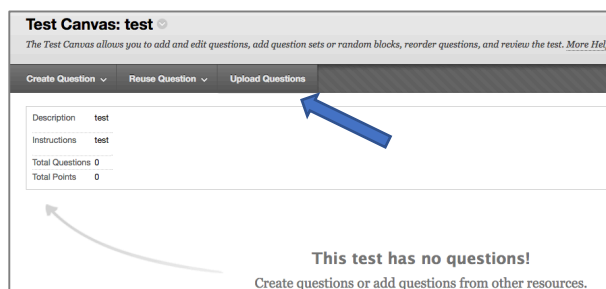 Test Canvas: test
The Test Canvas allows you to add and edit questions, add question sets or random blocks, reorder questions, and review the test. More Help
Create Question Reuse Question Upload Questions
Description test
Instructions test
Total Questions 0
Total Points 0
This test has no questions!
Create questions or add questions from other resources.